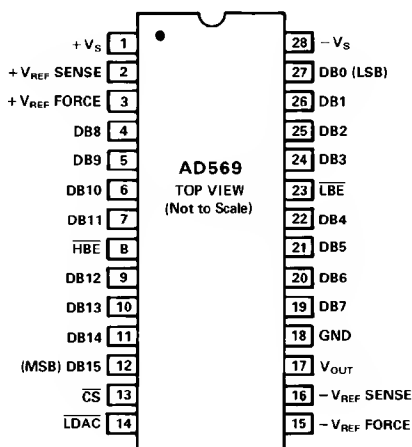 +VS 1
+VREF SENSE 2
+VREF FORCE 3
DB8 4
DB9 5
DB10 6
DB11 7
HBE 8
DB12 9
DB13 10
DB14 11
(MSB) DB15 12
CS 13
LDAC 14
AD569
TOP VIEW
(Not to Scale)
28 −VS
27 DB0 (LSB)
26 DB1
25 DB2
24 DB3
23 LBE
22 DB4
21 DB5
20 DB6
19 DB7
18 GND
17 VOUT
16 −VREF SENSE
15 −VREF FORCE